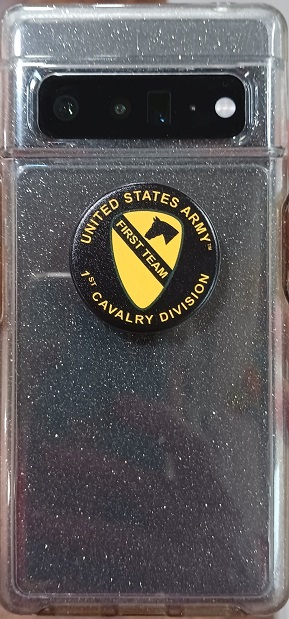 UNITED STATES ARMY™
FIRST TEAM
1ST CAVALRY DIVISION